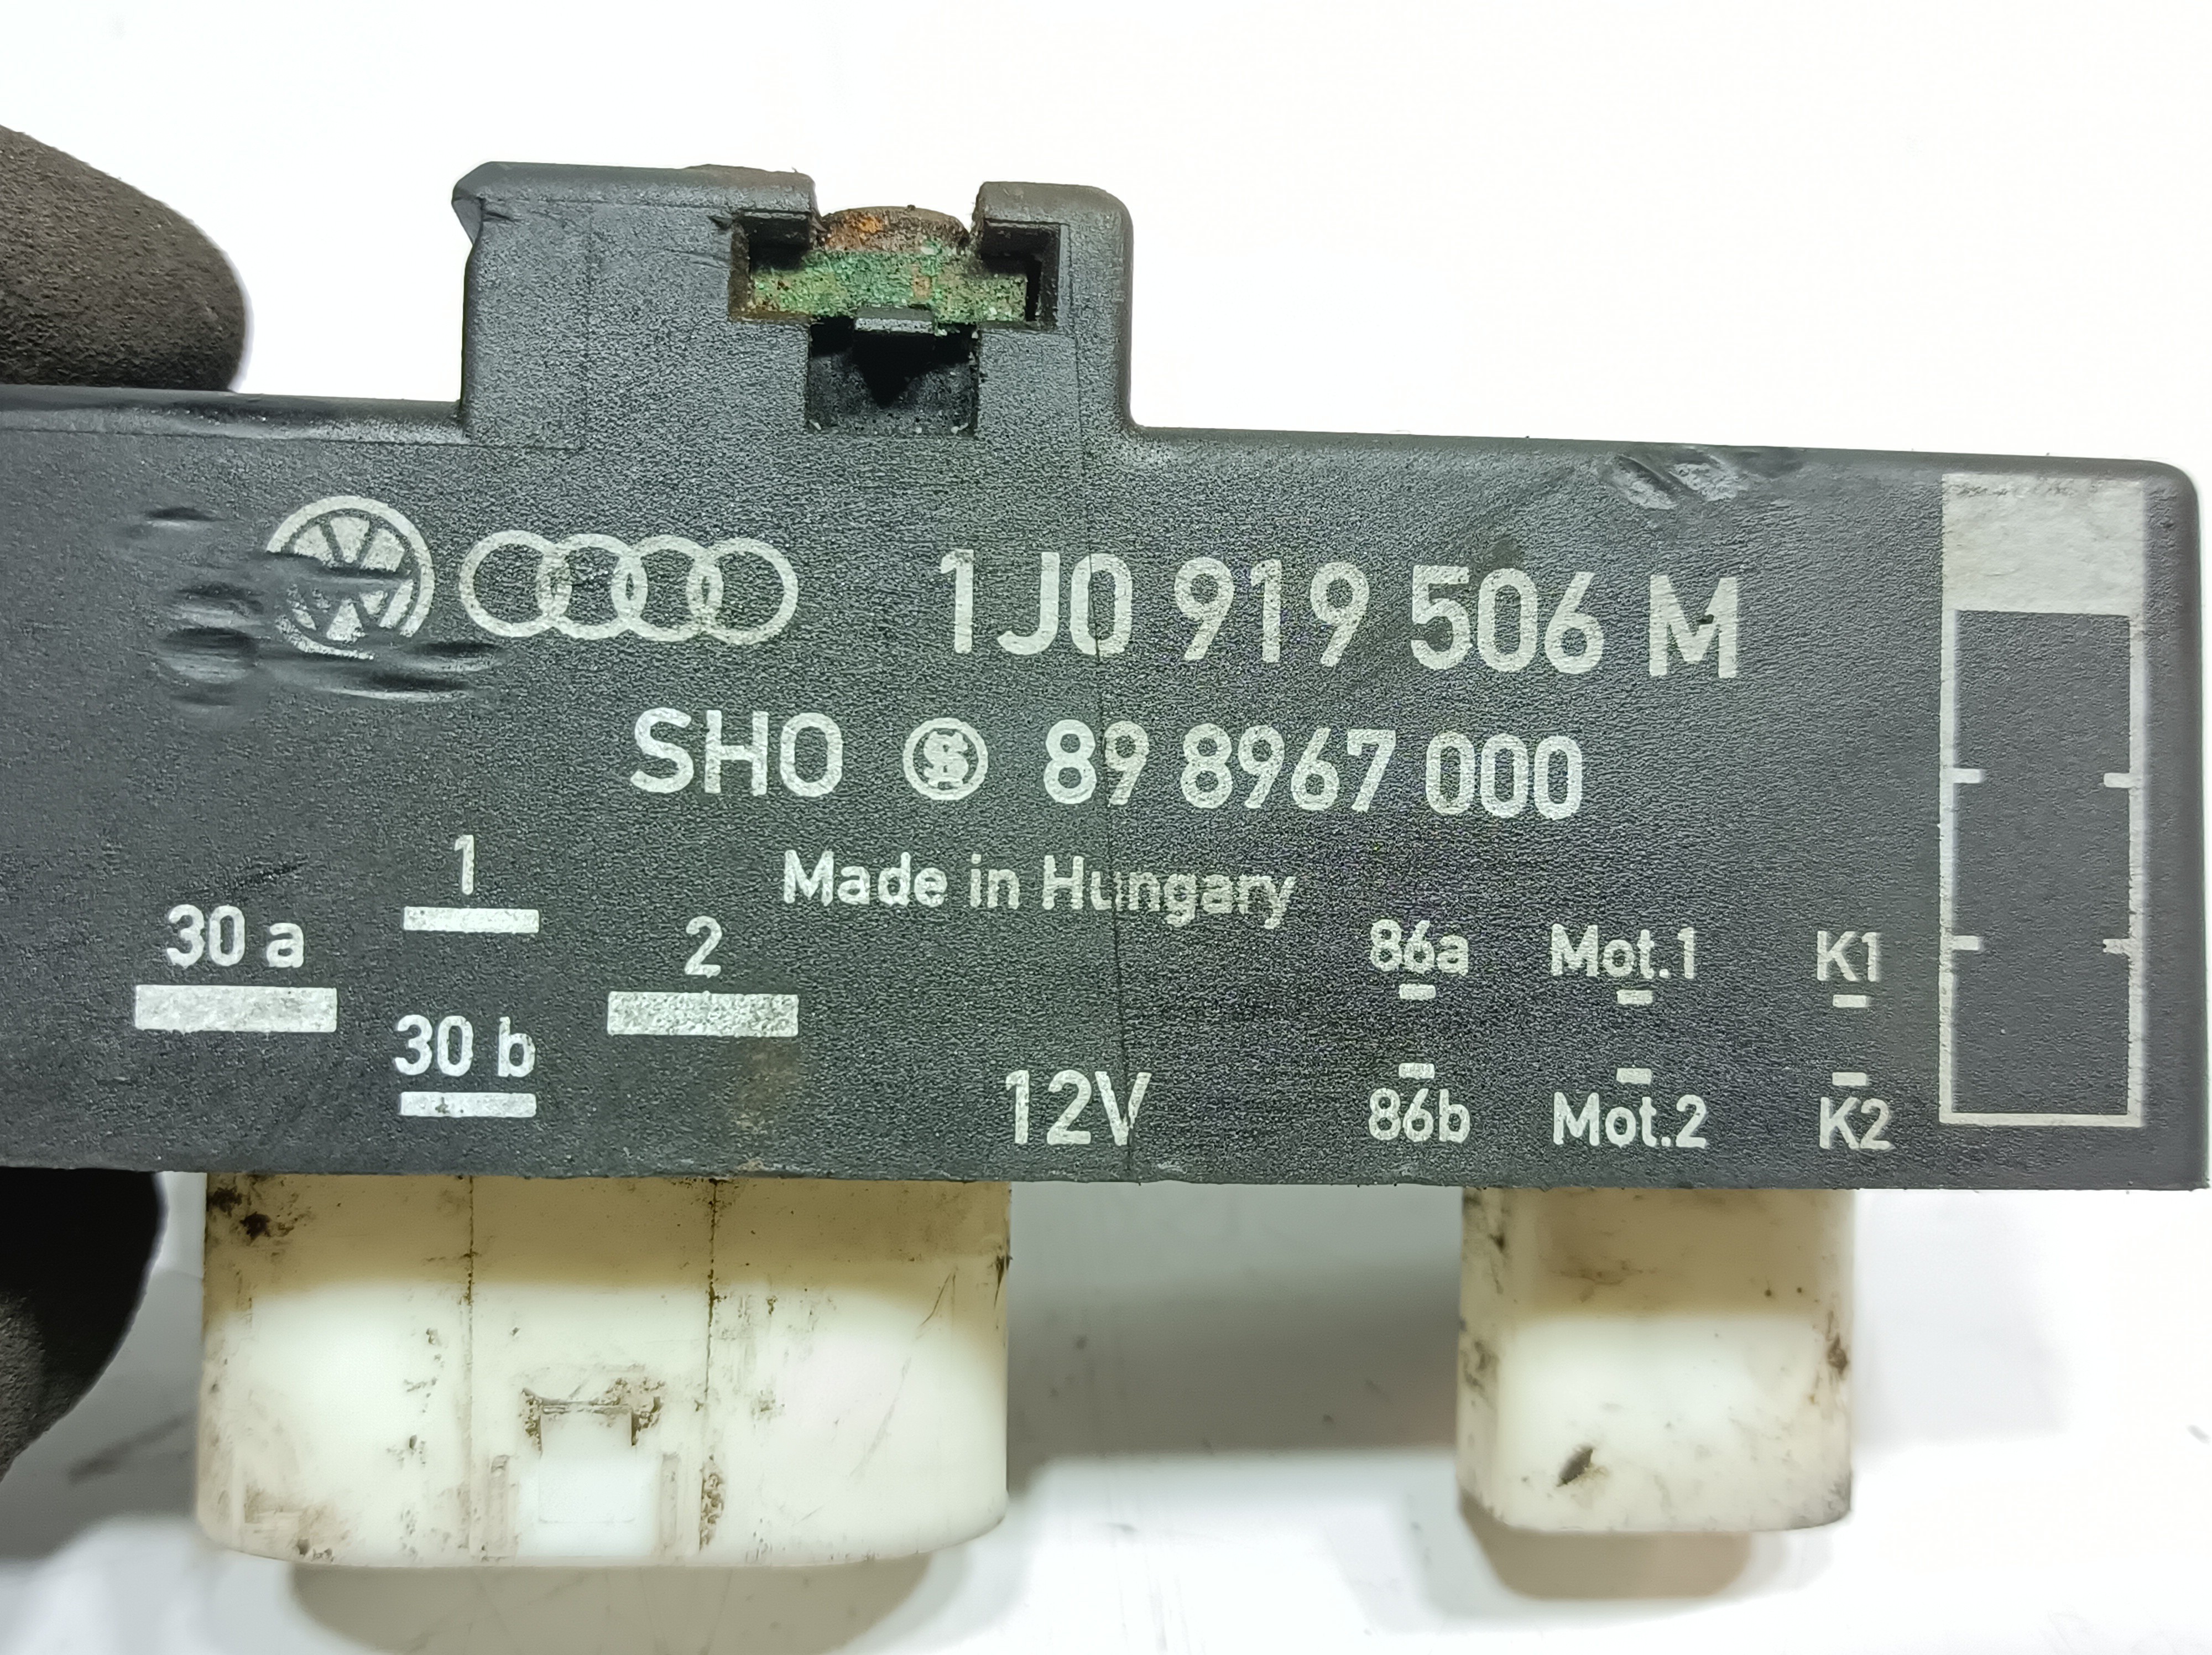 1J0 919 506 M
SHO 89 8967 000
Made in Hungary
30 a
1
30 b
2
12V
86a
Mot.1
K1
86b
Mot.2
K2